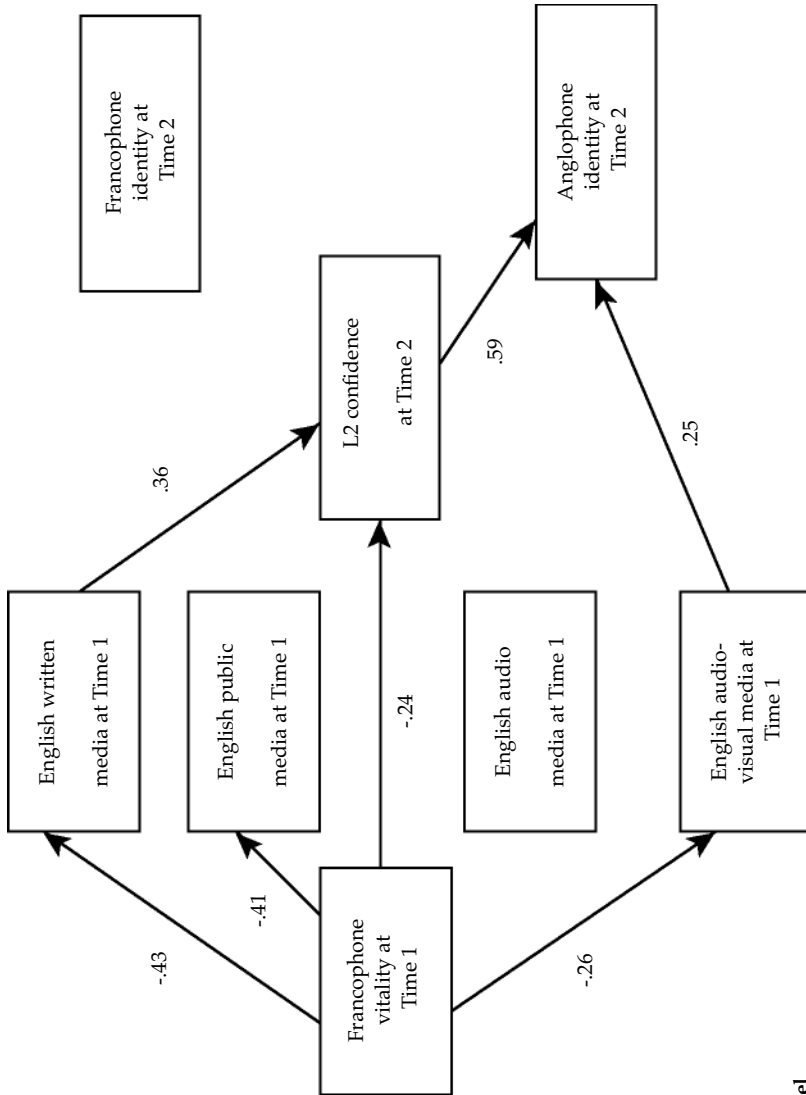 Francophone
vitality at
Time 1
-.43
-.41
-.24
-.26
English written
media at Time 1
English public
media at Time 1
English audio
media at Time 1
English audio-
visual media at
Time 1
.36
.25
L2 confidence
at Time 2
.59
Francophone
identity at
Time 2
Anglophone
identity at
Time 2